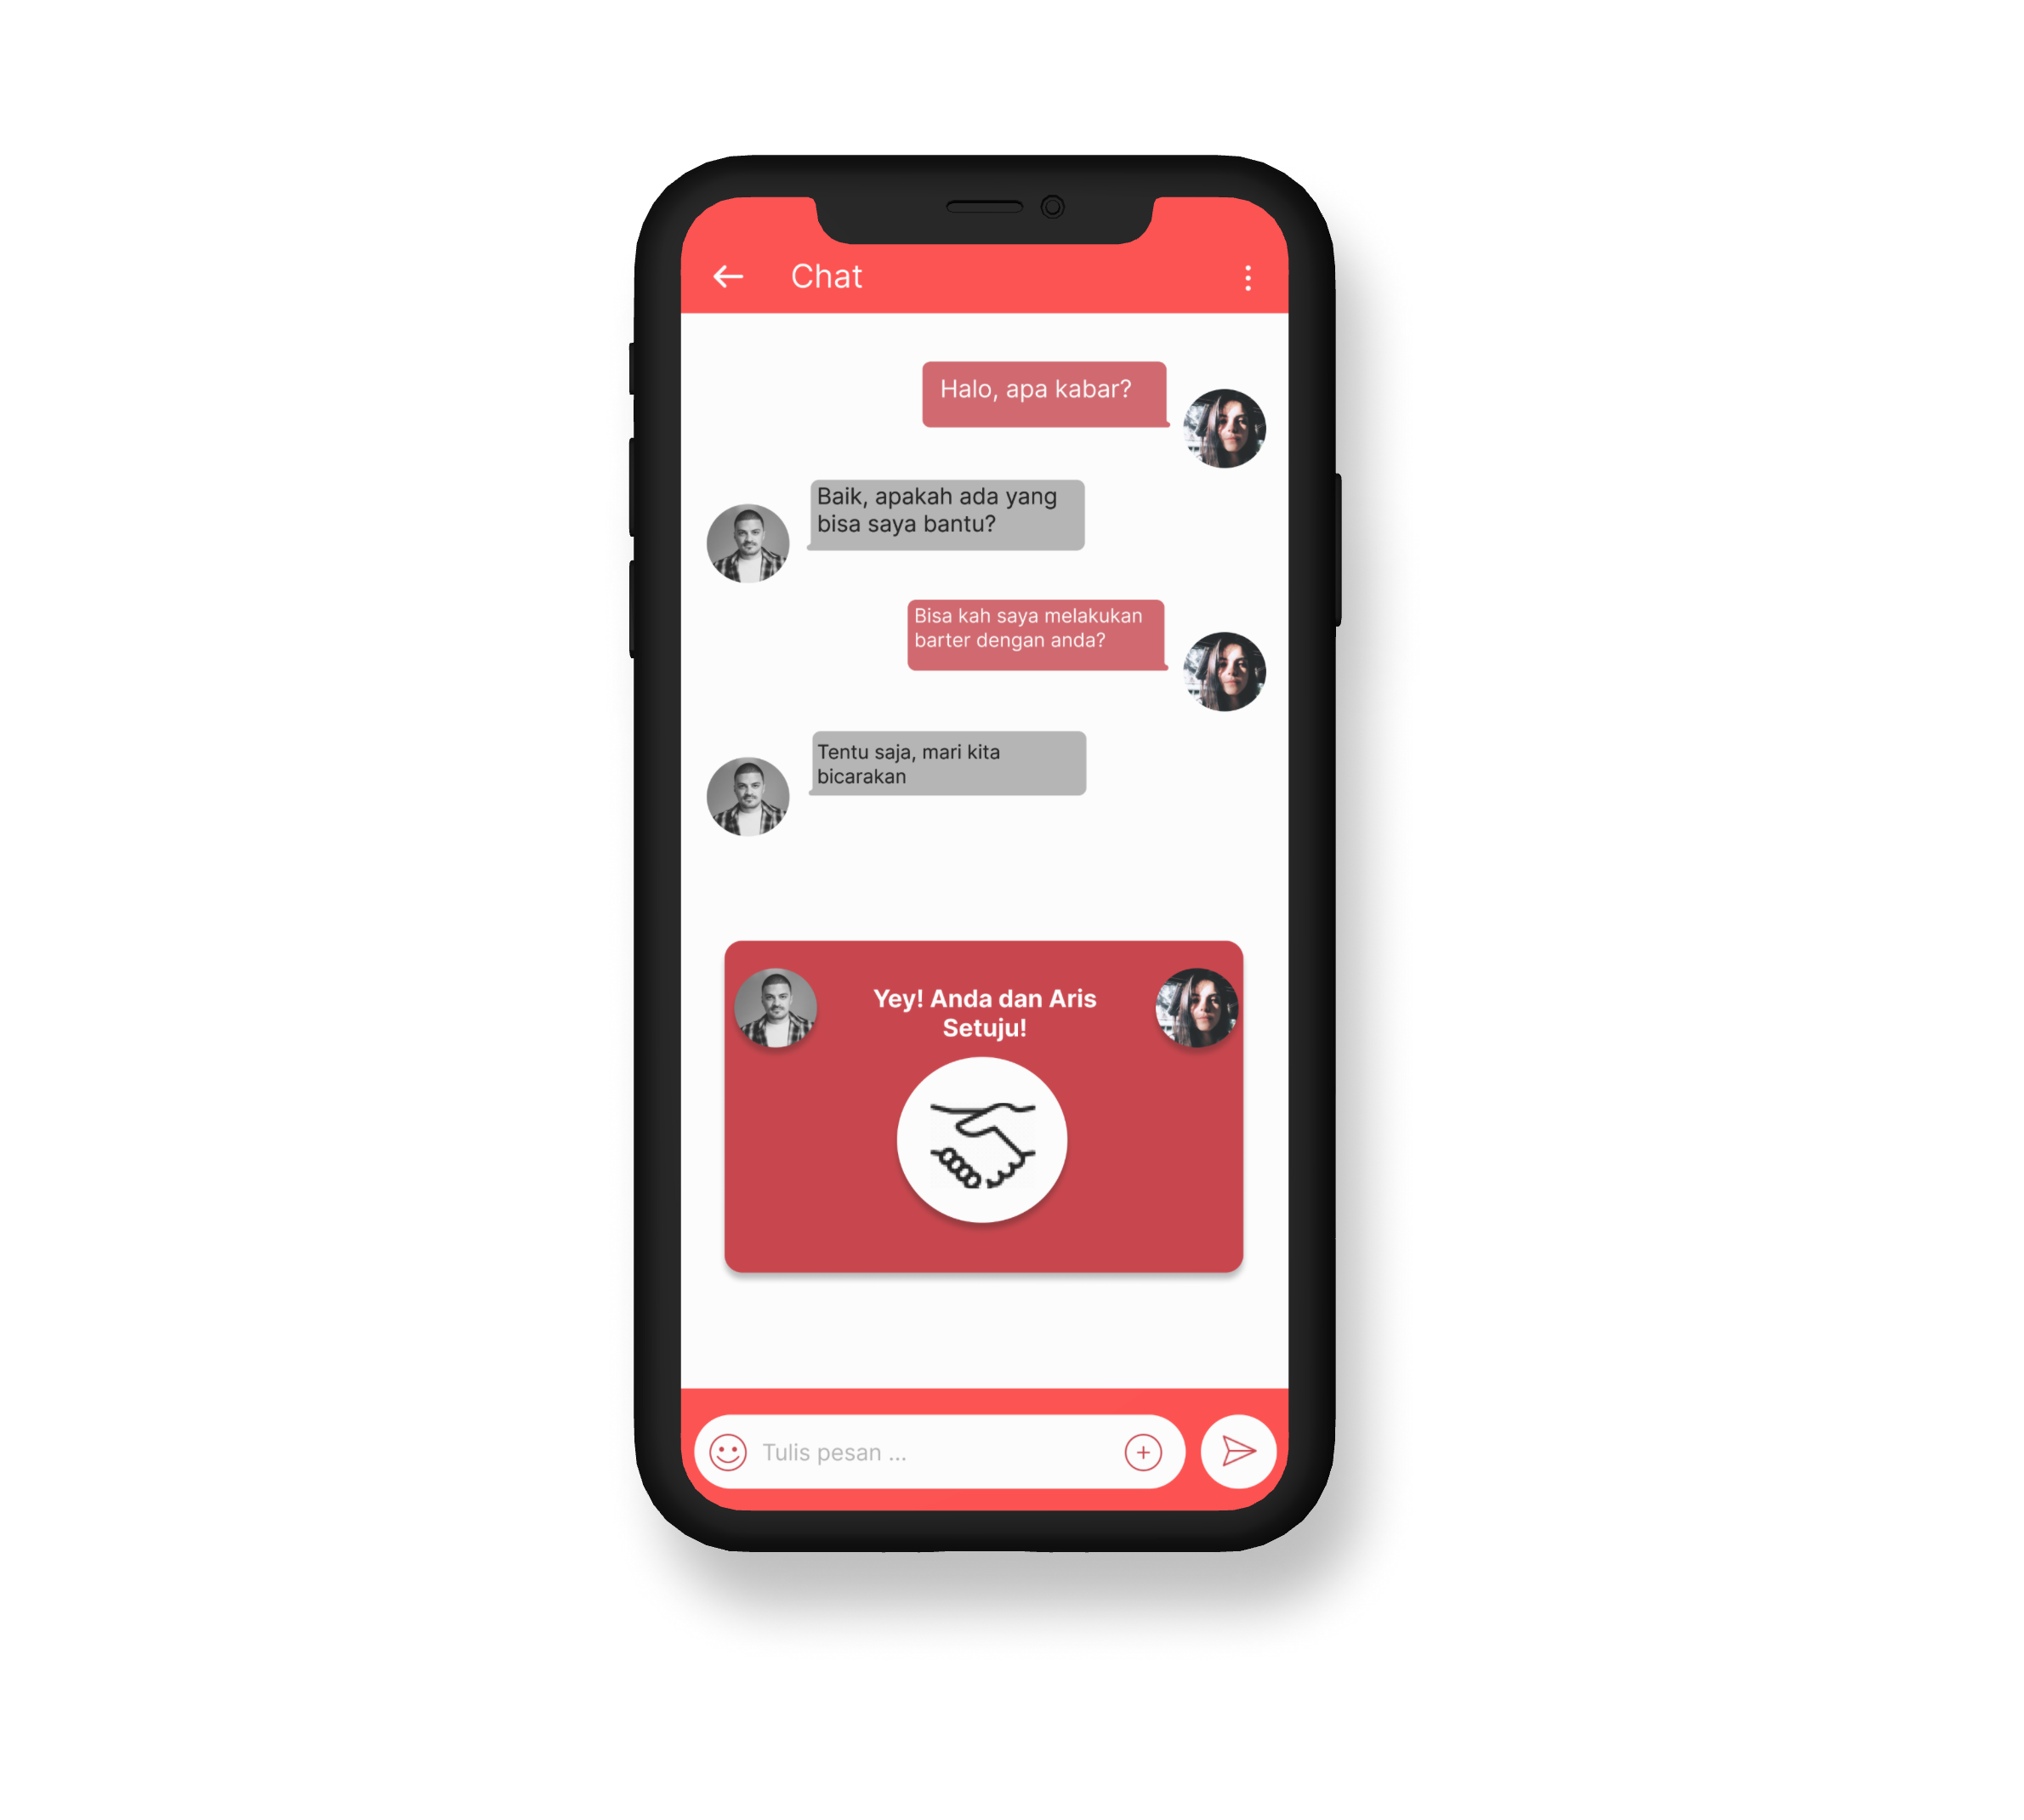 Chat
Halo, apa kabar?
Baik, apakah ada yang
bisa saya bantu?
Bisa kah saya melakukan
barter dengan anda?
Tentu saja, mari kita
bicarakan
Yey! Anda dan Aris
Setuju!
Tulis pesan ...